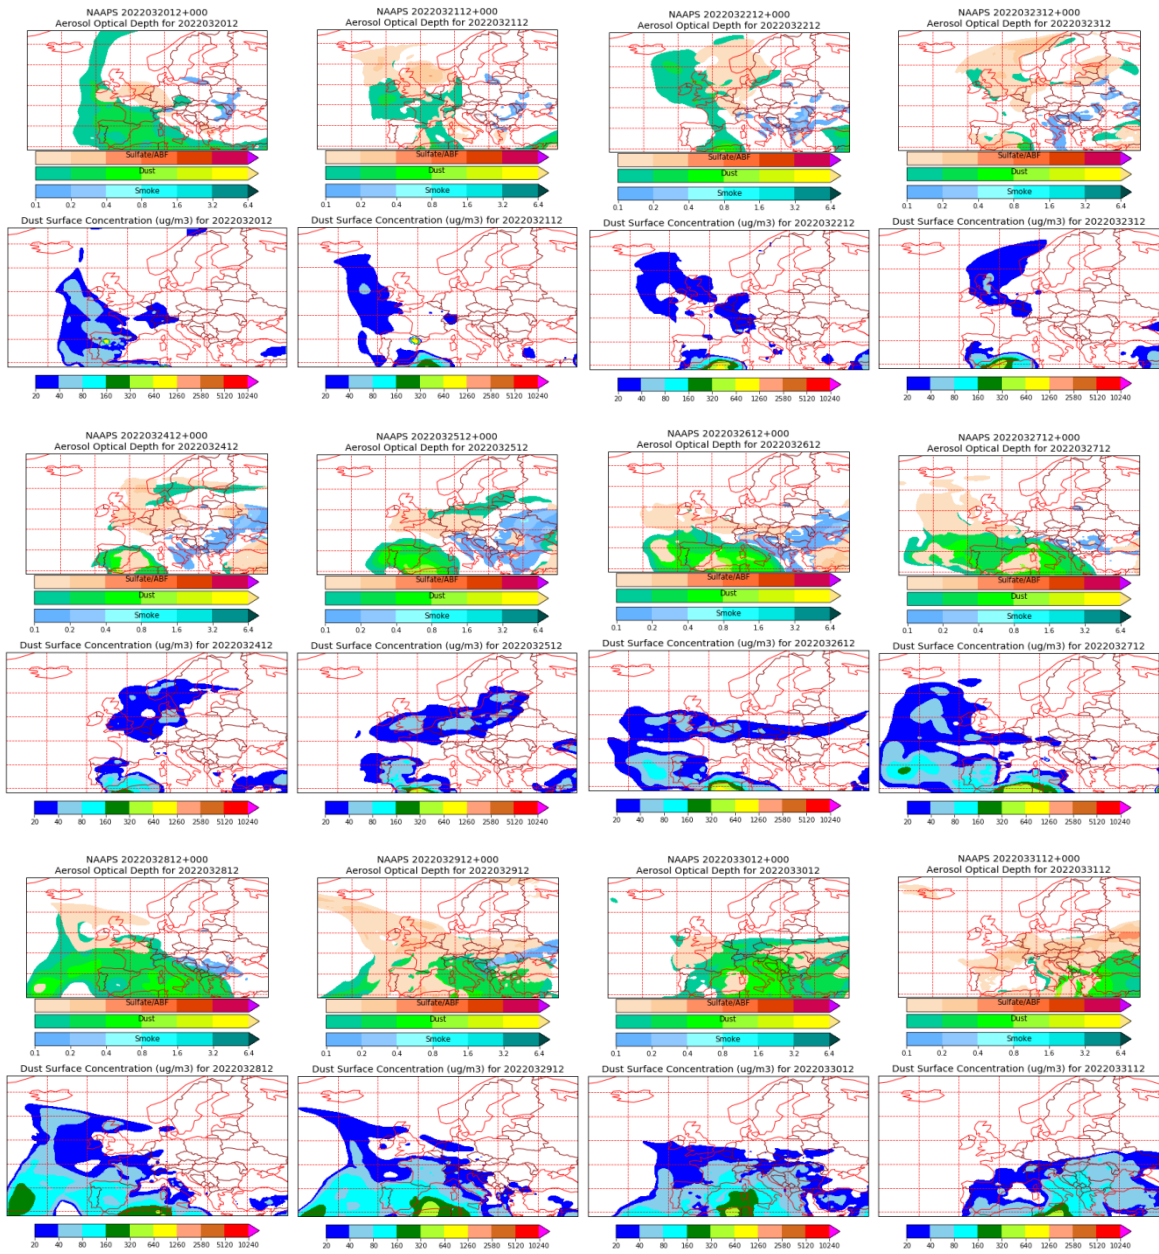 NAAPS 2022032012+000
Aerosol Optical Depth for 2022032012
Sulfate/ABF
Dust
Smoke
0.1 0.2 0.4 0.8 1.6 3.2 6.4
Dust Surface Concentration (ug/m3) for 2022032012
20 40 80 160 320 640 1260 2580 5120 10240
NAAPS 2022032112+000
Aerosol Optical Depth for 2022032112
Sulfate/ABF
Dust
Smoke
0.1 0.2 0.4 0.8 1.6 3.2 6.4
Dust Surface Concentration (ug/m3) for 2022032112
20 40 80 160 320 640 1260 2580 5120 10240
NAAPS 2022032212+000
Aerosol Optical Depth for 2022032212
Sulfate/ABF
Dust
Smoke
0.1 0.2 0.4 0.8 1.6 3.2 6.4
Dust Surface Concentration (ug/m3) for 2022032212
20 40 80 160 320 640 1260 2580 5120 10240
NAAPS 2022032312+000
Aerosol Optical Depth for 2022032312
Sulfate/ABF
Dust
Smoke
0.1 0.2 0.4 0.8 1.6 3.2 6.4
Dust Surface Concentration (ug/m3) for 2022032312
20 40 80 160 320 640 1260 2580 5120 10240
NAAPS 2022032412+000
Aerosol Optical Depth for 2022032412
Sulfate/ABF
Dust
Smoke
0.1 0.2 0.4 0.8 1.6 3.2 6.4
Dust Surface Concentration (ug/m3) for 2022032412
20 40 80 160 320 640 1260 2580 5120 10240
NAAPS 2022032512+000
Aerosol Optical Depth for 2022032512
Sulfate/ABF
Dust
Smoke
0.1 0.2 0.4 0.8 1.6 3.2 6.4
Dust Surface Concentration (ug/m3) for 2022032512
20 40 80 160 320 640 1260 2580 5120 10240
NAAPS 2022032612+000
Aerosol Optical Depth for 2022032612
Sulfate/ABF
Dust
Smoke
0.1 0.2 0.4 0.8 1.6 3.2 6.4
Dust Surface Concentration (ug/m3) for 2022032612
20 40 80 160 320 640 1260 2580 5120 10240
NAAPS 2022032712+000
Aerosol Optical Depth for 2022032712
Sulfate/ABF
Dust
Smoke
0.1 0.2 0.4 0.8 1.6 3.2 6.4
Dust Surface Concentration (ug/m3) for 2022032712
20 40 80 160 320 640 1260 2580 5120 10240
NAAPS 2022032812+000
Aerosol Optical Depth for 2022032812
Sulfate/ABF
Dust
Smoke
0.1 0.2 0.4 0.8 1.6 3.2 6.4
Dust Surface Concentration (ug/m3) for 2022032812
20 40 80 160 320 640 1260 2580 5120 10240
NAAPS 2022032912+000
Aerosol Optical Depth for 2022032912
Sulfate/ABF
Dust
Smoke
0.1 0.2 0.4 0.8 1.6 3.2 6.4
Dust Surface Concentration (ug/m3) for 2022032912
20 40 80 160 320 640 1260 2580 5120 10240
NAAPS 2022033012+000
Aerosol Optical Depth for 2022033012
Sulfate/ABF
Dust
Smoke
0.1 0.2 0.4 0.8 1.6 3.2 6.4
Dust Surface Concentration (ug/m3) for 2022033012
20 40 80 160 320 640 1260 2580 5120 10240
NAAPS 2022033112+000
Aerosol Optical Depth for 2022033112
Sulfate/ABF
Dust
Smoke
0.1 0.2 0.4 0.8 1.6 3.2 6.4
Dust Surface Concentration (ug/m3) for 2022033112
20 40 80 160 320 640 1260 2580 5120 10240